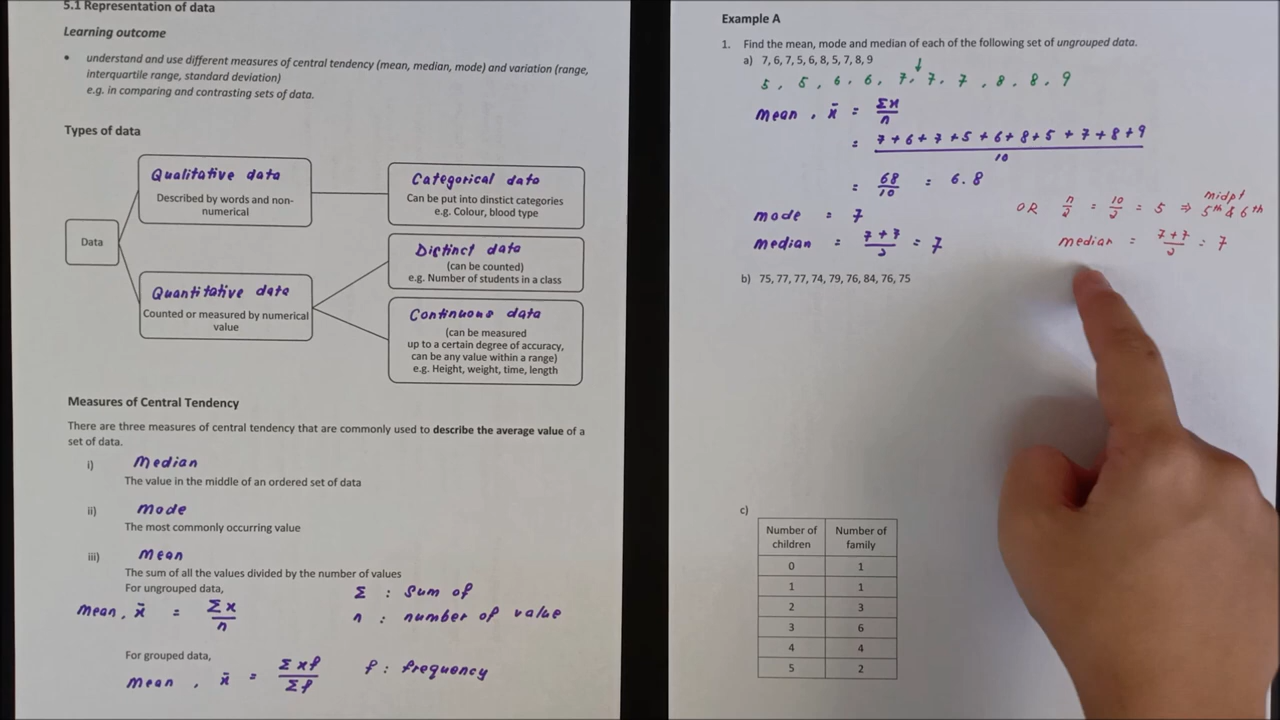 5.1 Representation of data
Learning outcome
• understand and use different measures of central tendency (mean, median, mode) and variation (range,
interquartile range, standard deviation)
e.g. in comparing and contrasting sets of data.
Types of data
Data
Qualitative data
Described by words and non-
numerical
Quantitative data
Counted or measured by numerical
value
Categorical data
Can be put into dinstict categories
e.g. Colour, blood type
Distinct data
(can be counted)
e.g. Number of students in a class
Continuous data
(can be measured
up to a certain degree of accuracy,
can be any value within a range)
e.g. Height, weight, time, length
Measures of Central Tendency
There are three measures of central tendency that are commonly used to describe the average value of a
set of data.
i) Median
The value in the middle of an ordered set of data
ii) Mode
The most commonly occurring value
iii) Mean
The sum of all the values divided by the number of values
For ungrouped data,
Mean, x̄ = Σx/n
Σ : sum of
n : number of value
For grouped data,
Mean, x̄ = Σxf/Σf
f : frequency
Example A
1. Find the mean, mode and median of each of the following set of ungrouped data.
a) 7, 6, 7, 5, 6, 8, 5, 7, 8, 9
5, 5, 6, 6, 7, 7, 7, 8, 8, 9
Mean, x̄ = Σx/n
= 7+6+7+5+6+8+5+7+8+9/10
= 68/10 = 6.8
mode = 7
median = 7+7/2 = 7
OR n/2 = 10/2 = 5 ⇒ midpt 5th & 6th
median = 7+7/2 = 7
b) 75, 77, 77, 74, 79, 76, 84, 76, 75
c)
Number of children Number of family
0 1
1 1
2 3
3 6
4 4
5 2